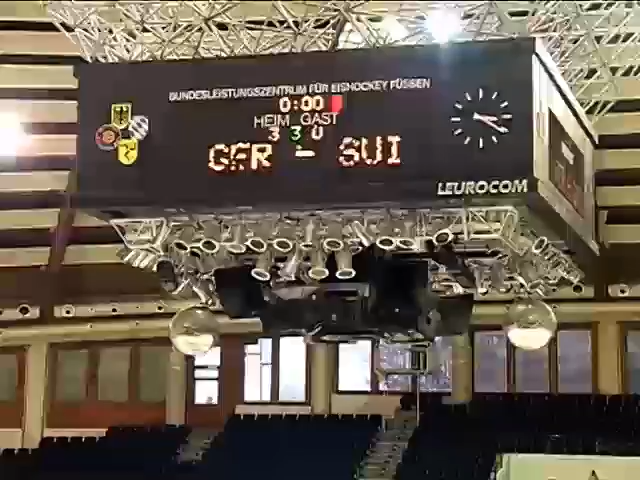 BUNDESLEISTUNGSZENTRUM FÜR EISHOCKEY FÜSSEN
0:00
HEIM GAST
3 3 0
GER - SUI
LEUROCOM
A